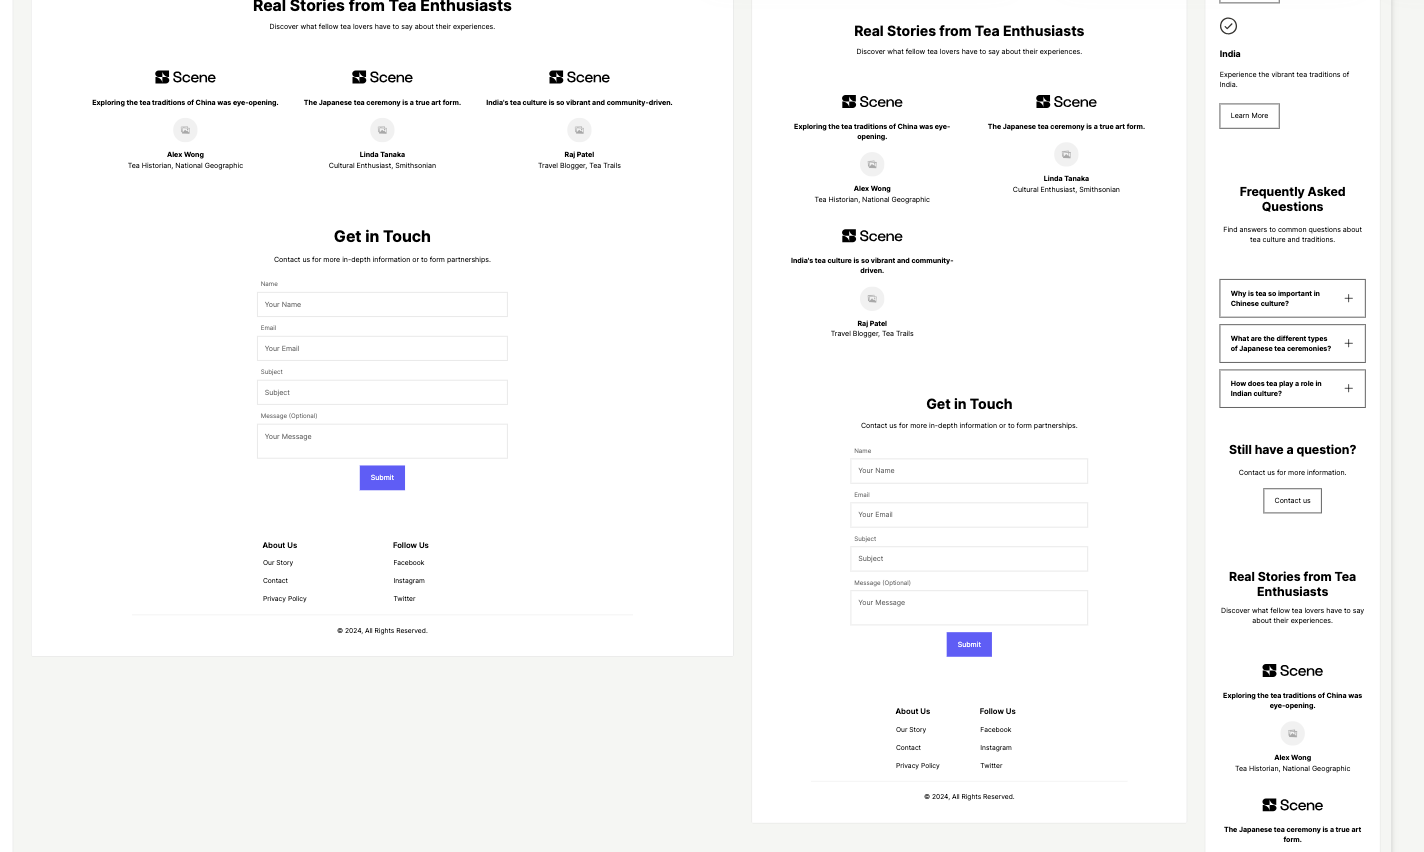 Real Stories from Tea Enthusiasts
Discover what fellow tea lovers have to say about their experiences.
Scene
Scene
Scene
Exploring the tea traditions of China was eye-opening.
The Japanese tea ceremony is a true art form.
India's tea culture is so vibrant and community-driven.
Alex Wong
Tea Historian, National Geographic
Linda Tanaka
Cultural Enthusiast, Smithsonian
Raj Patel
Travel Blogger, Tea Trails
Get in Touch
Contact us for more in-depth information or to form partnerships.
Name
Your Name
Email
Your Email
Subject
Subject
Message (Optional)
Your Message
Submit
About Us
Our Story
Contact
Privacy Policy
Follow Us
Facebook
Instagram
Twitter
© 2024, All Rights Reserved.
Real Stories from Tea Enthusiasts
Discover what fellow tea lovers have to say about their experiences.
Scene
Exploring the tea traditions of China was eye-
opening.
Alex Wong
Tea Historian, National Geographic
Scene
The Japanese tea ceremony is a true art form.
Linda Tanaka
Cultural Enthusiast, Smithsonian
Scene
India's tea culture is so vibrant and community-
driven.
Raj Patel
Travel Blogger, Tea Trails
Get in Touch
Contact us for more in-depth information or to form partnerships.
Name
Your Name
Email
Your Email
Subject
Subject
Message (Optional)
Your Message
Submit
About Us
Our Story
Contact
Privacy Policy
Follow Us
Facebook
Instagram
Twitter
© 2024, All Rights Reserved.
India
Experience the vibrant tea traditions of
India.
Learn More
Frequently Asked
Questions
Find answers to common questions about
tea culture and traditions.
Why is tea so important in
Chinese culture?
What are the different types
of Japanese tea ceremonies?
How does tea play a role in
Indian culture?
Still have a question?
Contact us for more information.
Contact us
Real Stories from Tea
Enthusiasts
Discover what fellow tea lovers have to say
about their experiences.
Scene
Exploring the tea traditions of China was
eye-opening.
Alex Wong
Tea Historian, National Geographic
Scene
The Japanese tea ceremony is a true art
form.